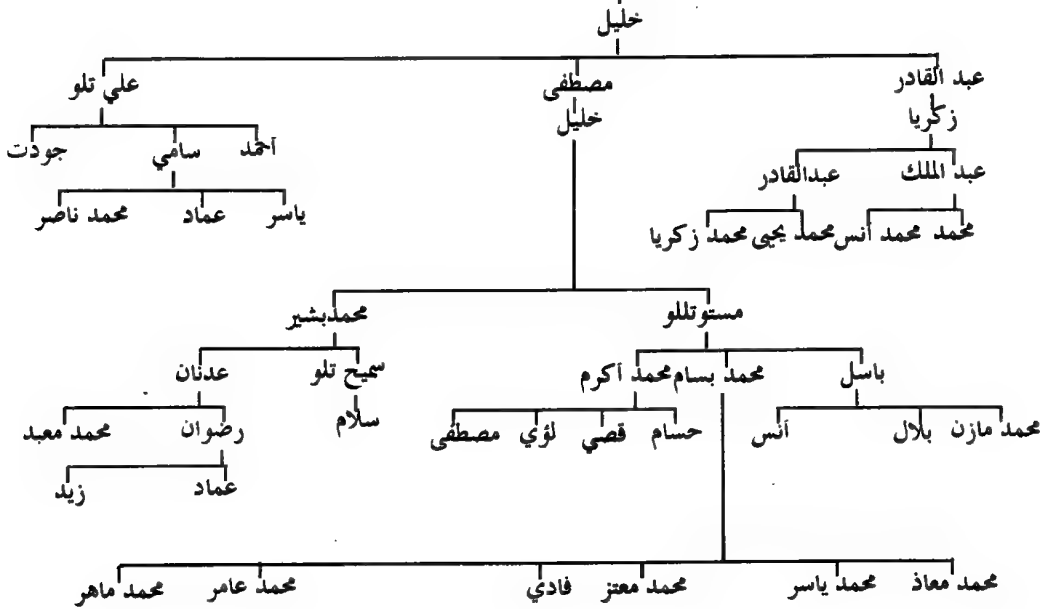 خليل
عبد القادر مصطفى علي تلو
زكريا خليل
أحمد سامي جودت
عبد الملك عبدالقادر
ياسر عماد محمد ناصر
محمد محمد أنس محمد يحيى محمد زكريا
مستوتللو محمدبشير
باسل محمد بسام محمد أكرم سميح تلو عدنان
محمد مازن بلال أنس حسام قصي لؤي مصطفى سلام رضوان محمد معبد
عماد زيد
محمد معاذ محمد ياسر محمد معتز فادي محمد عامر محمد ماهر